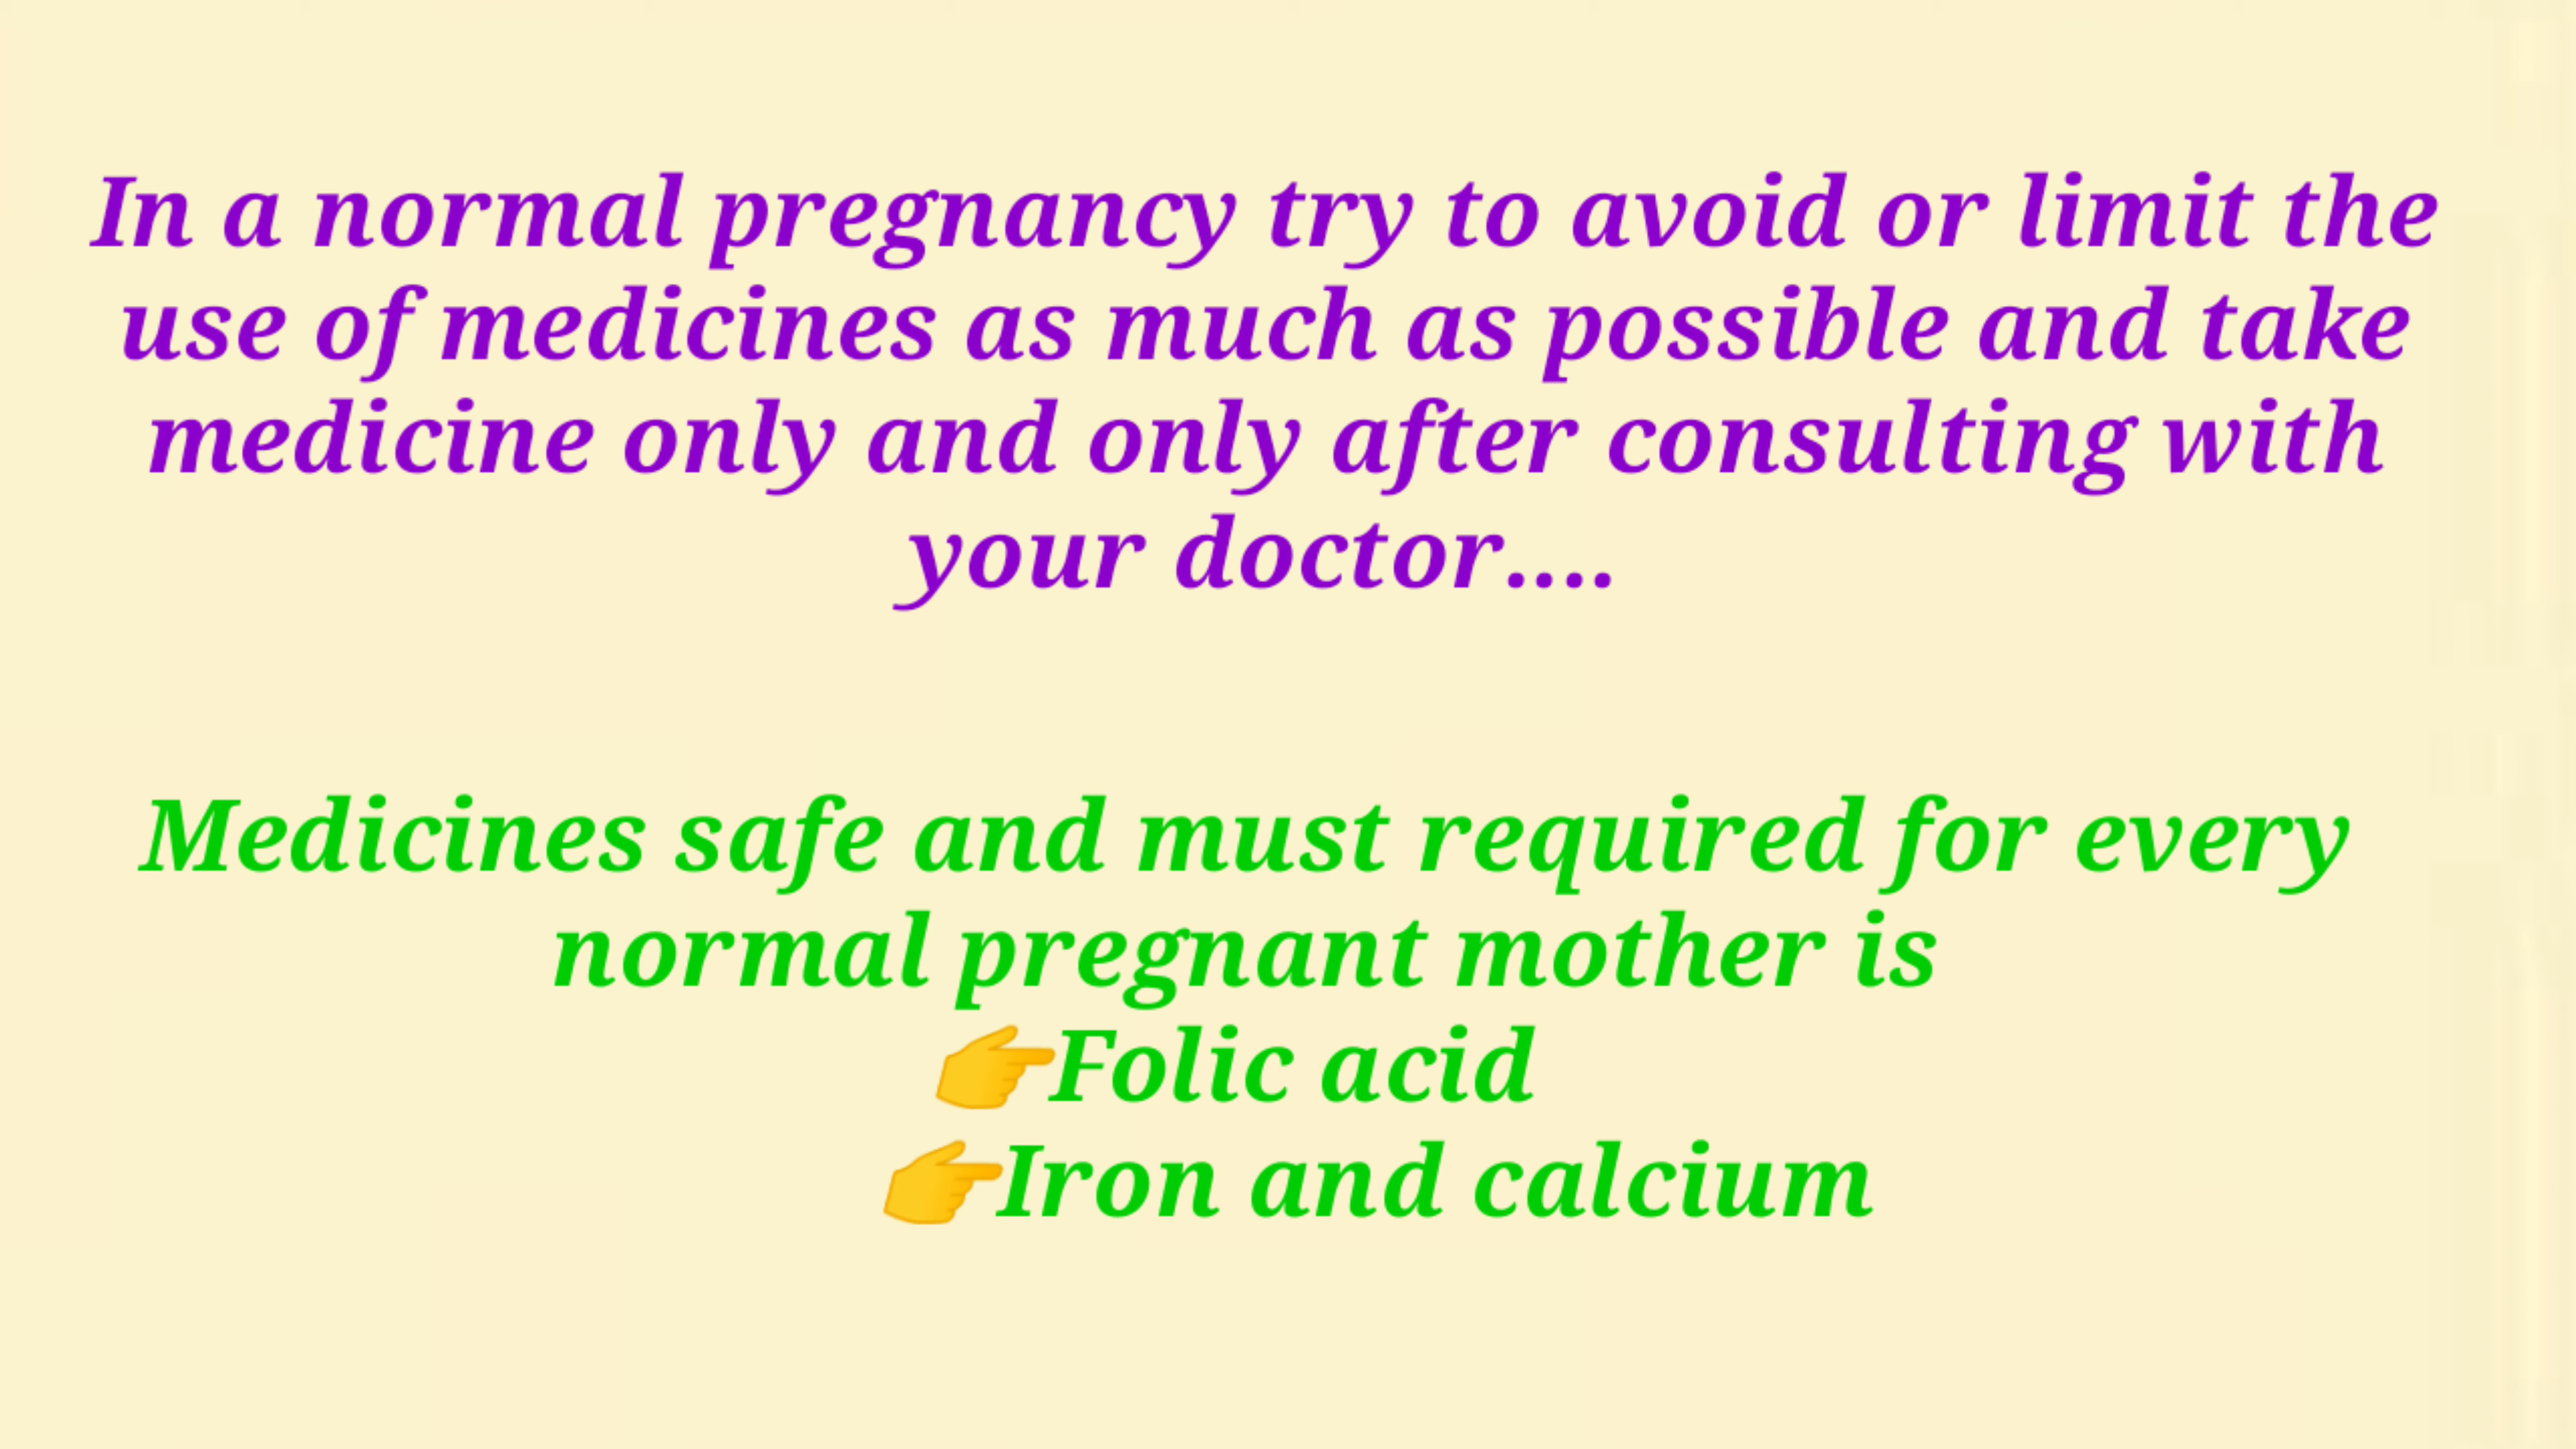 In a normal pregnancy try to avoid or limit the
use of medicines as much as possible and take
medicine only and only after consulting with
your doctor....
Medicines safe and must required for every
normal pregnant mother is
👉Folic acid
👉Iron and calcium